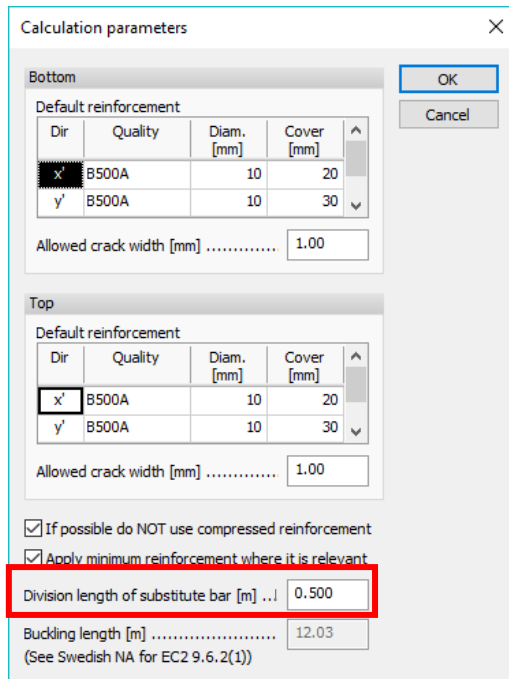 Calculation parameters
OK
Cancel
Bottom
Default reinforcement
Dir Quality Diam. [mm] Cover [mm]
x' B500A 10 20
y' B500A 10 30
Allowed crack width [mm] .............. 1.00
Top
Default reinforcement
Dir Quality Diam. [mm] Cover [mm]
x' B500A 10 20
y' B500A 10 30
Allowed crack width [mm] .............. 1.00
If possible do NOT use compressed reinforcement
Apply minimum reinforcement where it is relevant
Division length of substitute bar [m] ... 0.500
Buckling length [m] ........................ 12.03
(See Swedish NA for EC2 9.6.2(1))